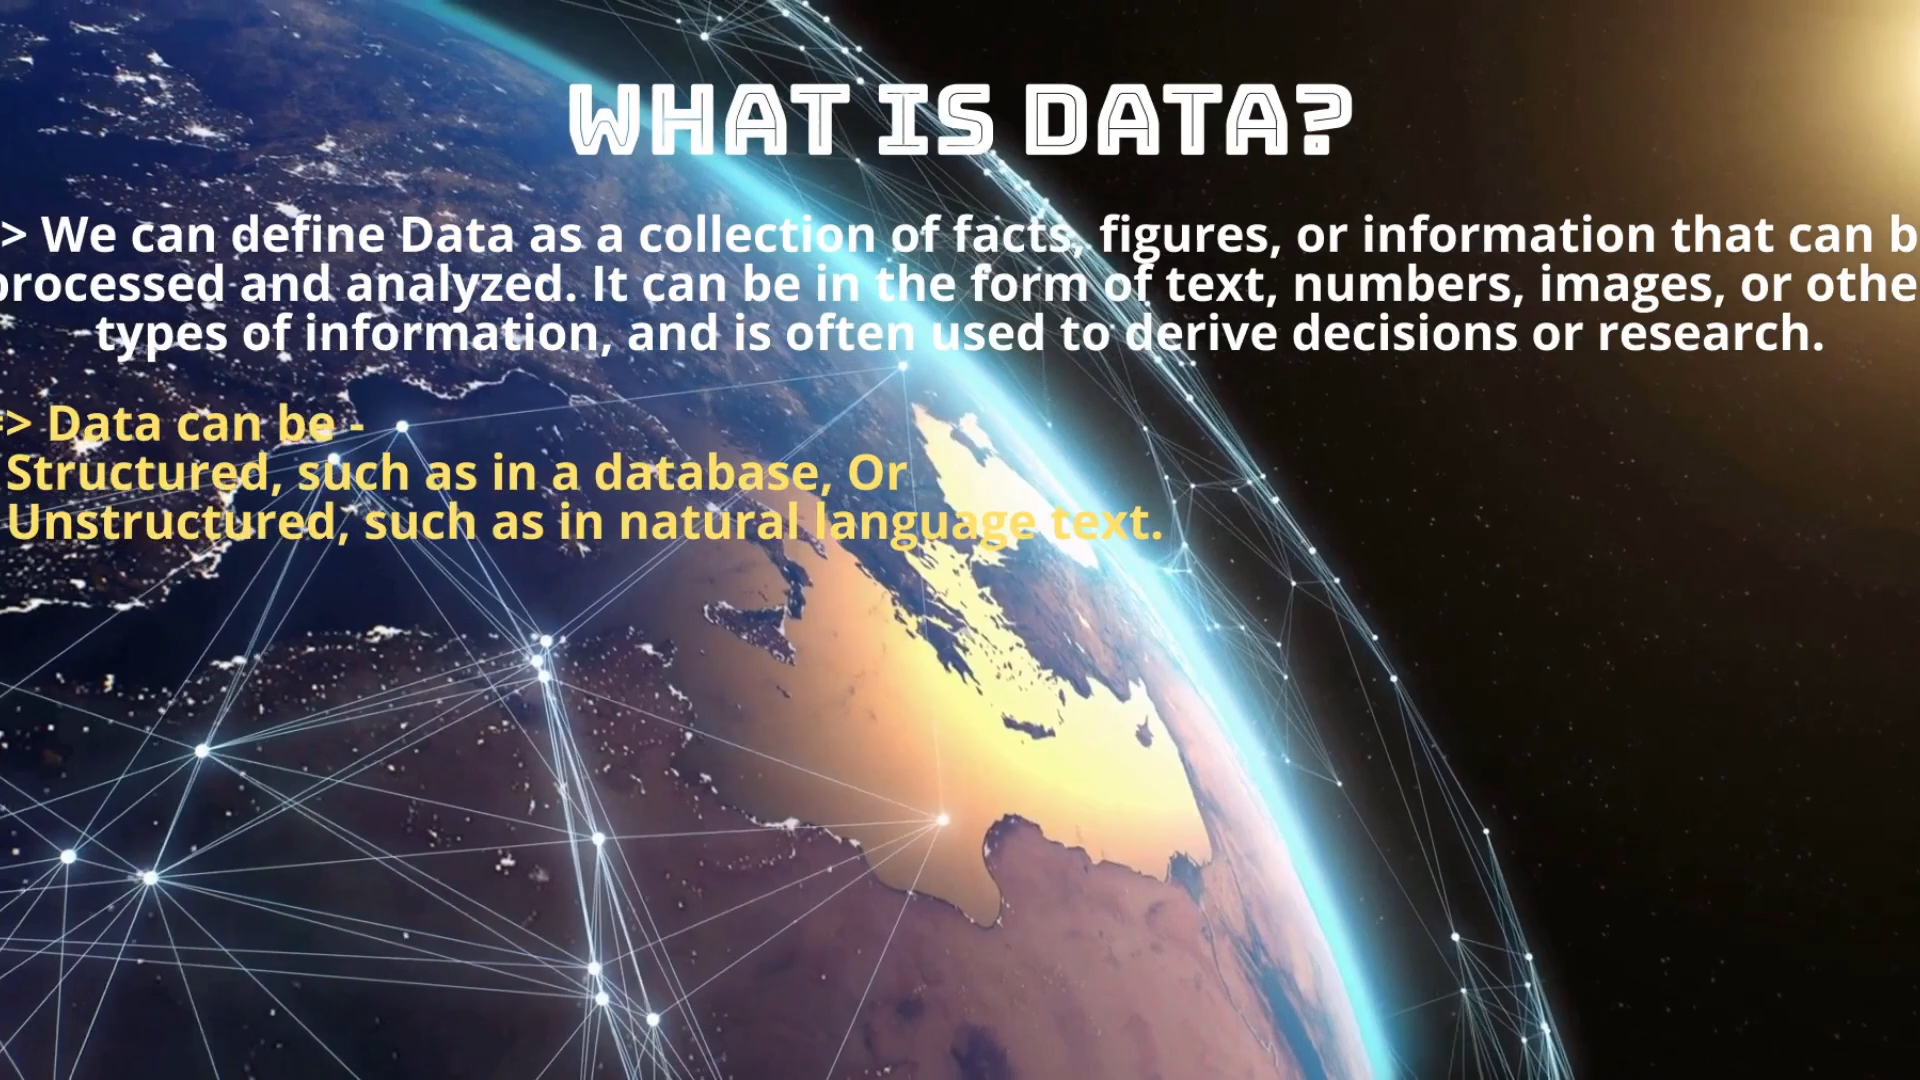 WHAT IS DATA?
> We can define Data as a collection of facts, figures, or information that can b
processed and analyzed. It can be in the form of text, numbers, images, or othe
types of information, and is often used to derive decisions or research.
=> Data can be -
Structured, such as in a database, Or
Unstructured, such as in natural language text.